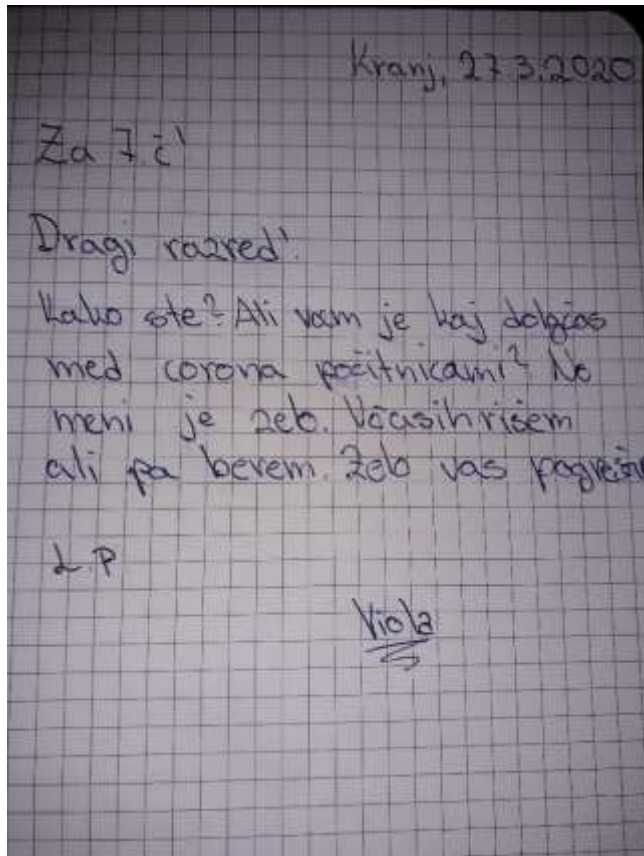 Kranj, 27.3.2020
Za 7.č!
Dragi razred!
Kako ste? Ali vam je kaj dolgčas
med corona počitnicami? No
meni je zelo. Včasih rišem
ali pa berem. Zelo vas pogreša
L.P
Viola